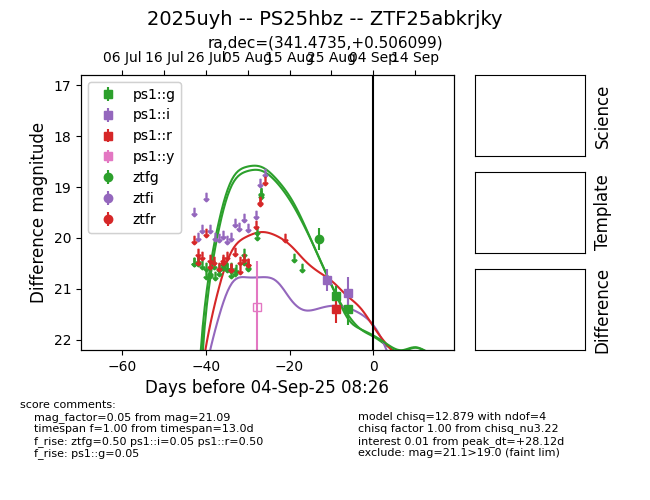 2025uyh -- PS25hbz -- ZTF25abkrjky
ra,dec=(341.4735,+0.506099)
06 Jul 16 Jul 26 Jul 05 Aug 15 Aug 25 Aug 04 Sep 14 Sep
17
18
19
20
21
22
Difference magnitude
ps1::g
ps1::i
ps1::r
ps1::y
ztfg
ztfi
ztfr
−60 −40 −20 0
Days before 04-Sep-25 08:26
Science
Template
Difference
score comments:
mag_factor=0.05 from mag=21.09
timespan f=1.00 from timespan=13.0d
f_rise: ztfg=0.50 ps1::i=0.05 ps1::r=0.50
f_rise: ps1::g=0.05
model chisq=12.879 with ndof=4
chisq factor 1.00 from chisq_nu3.22
interest 0.01 from peak_dt=+28.12d
exclude: mag=21.1>19.0 (faint lim)